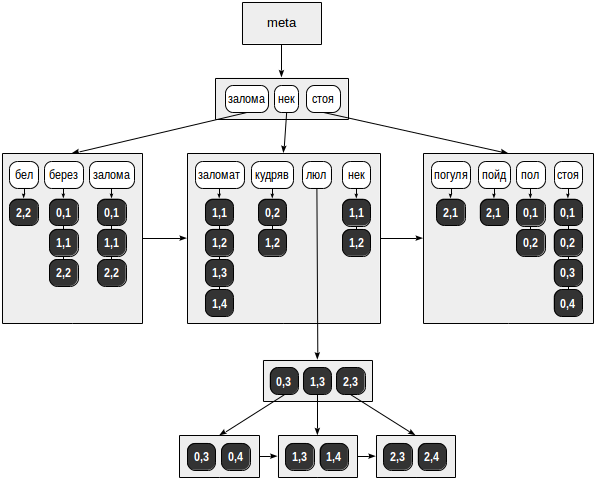 meta
залома нек стоя
бел берез залома заломат кудряв люл нек погуля пойд пол стоя
2,2 0,1 0,1 1,1 0,2 1,1 2,1 2,1 0,1 0,1
1,1 1,1 1,2 1,2 1,2 0,2 0,2
2,2 2,2 1,3 0,3
1,4 0,4
0,3 1,3 2,3
0,3 0,4 1,3 1,4 2,3 2,4